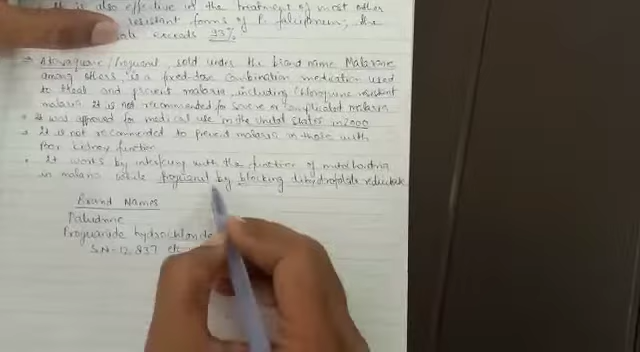 is also effective in the treatment of most other
resistant forms of P. falciparum; the
exceeds 33%
→ Atovaquone/Proguanil, sold under the brand name Malarone
among others, is a fixed-dose combination medication used
to treat and prevent malaria, including chloroquine resistant
malaria. It is not recommended for severe or complicated malaria
It was approved for medical use in the United States in 2000
It is not recommended to prevent malaria in those with
poor kidney function
It works by interfering with the function of mitochondria
in malaria while proguanil by blocking dihydrofolate reductase
Brand Names
Paludrine
Proguanide hydrochloride
S.N-12,837 etc